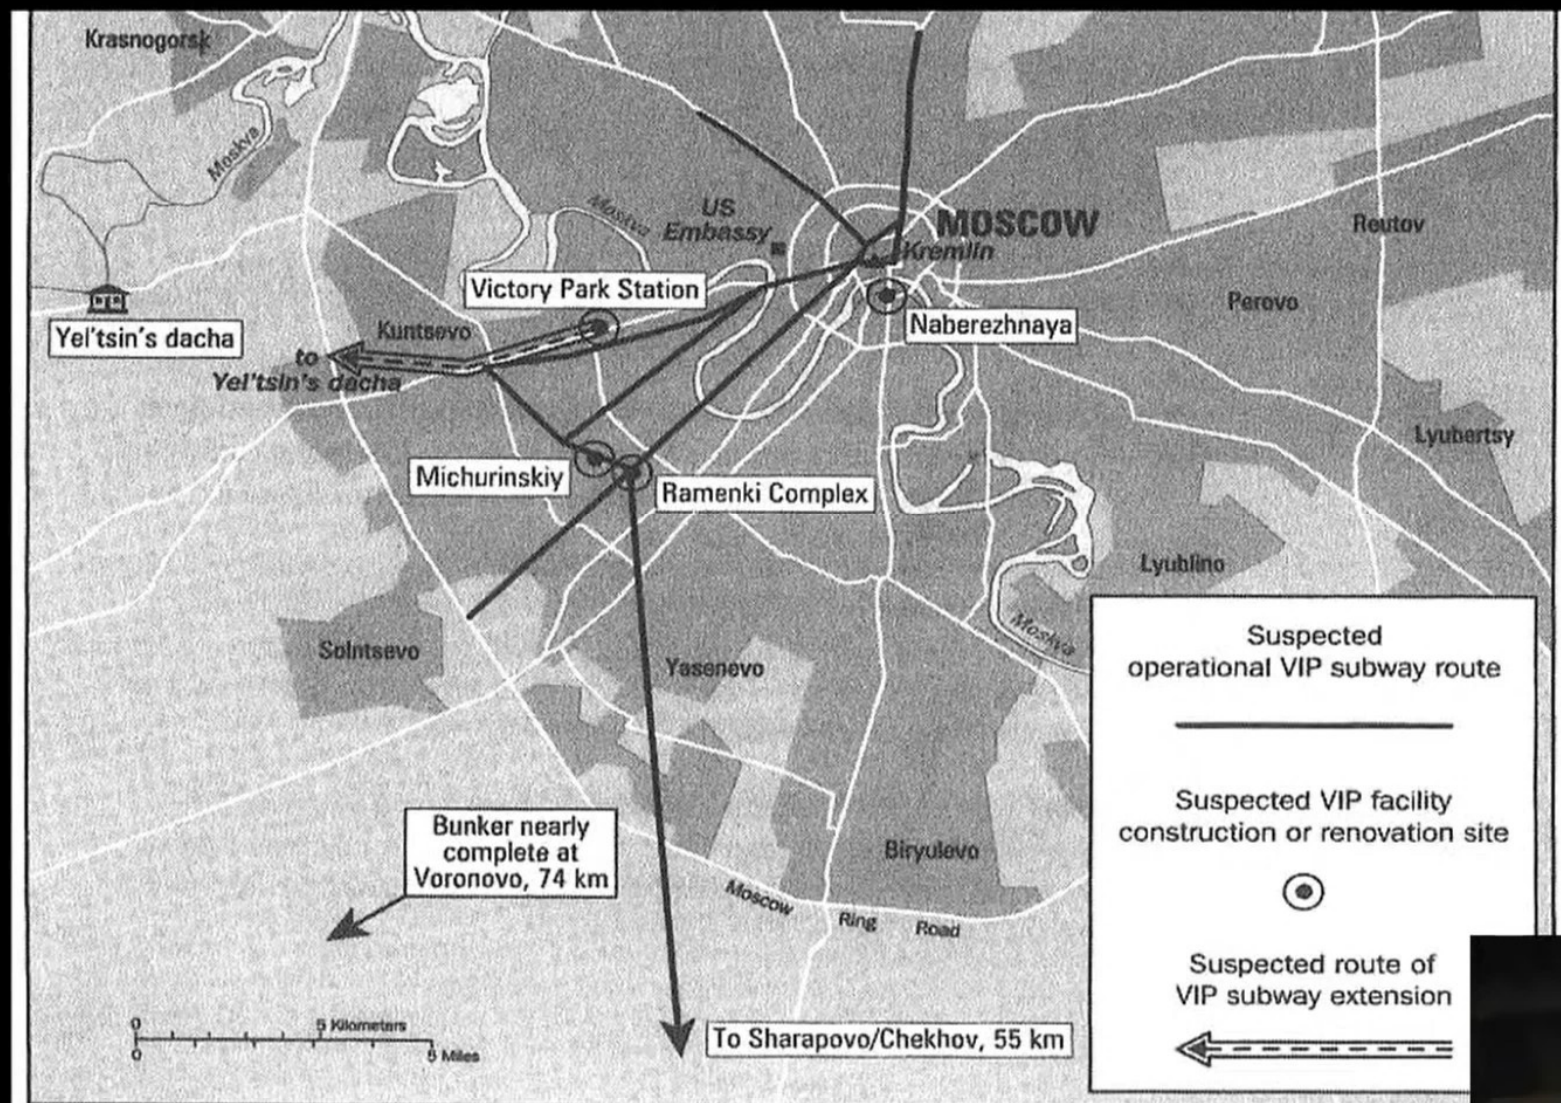 Krasnogorsk
Moskva
Moskva
US
Embassy
MOSCOW
Kremlin
Reutov
Victory Park Station
Perovo
Naberezhnaya
Yel'tsin's dacha
Kuntsevo
to
Yel'tsin's dacha
Lyubertsy
Michurinskiy
Ramenki Complex
Lyublino
Moskva
Solntsevo
Yasenevo
Suspected
operational VIP subway route
Suspected VIP facility
construction or renovation site
Suspected route of
VIP subway extension
Bunker nearly
complete at
Voronovo, 74 km
Biryulevo
Moscow Ring Road
0 5 Kilometers
0 5 Miles
To Sharapovo/Chekhov, 55 km